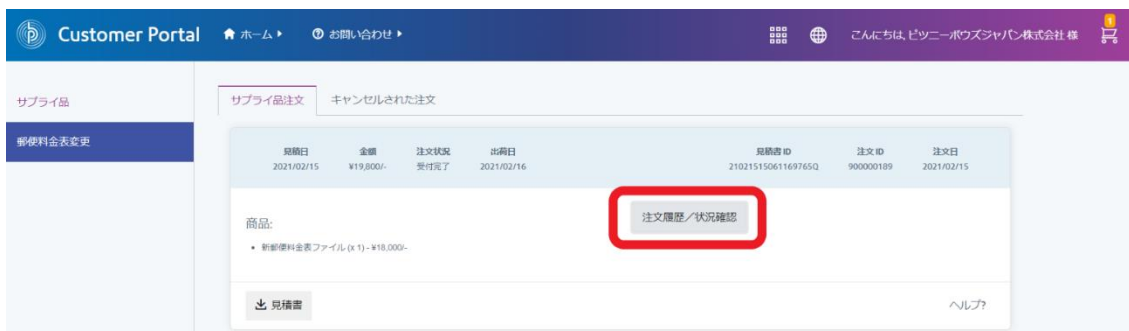 Customer Portal ホーム お問い合わせ こんにちは, ピツニーボウズジャパン株式会社 様 1
サプライ品
郵便料金表変更
サプライ品注文 キャンセルされた注文
見積日 金額 注文状況 出荷日 見積書 ID 注文 ID 注文日
2021/02/15 ¥19,800/- 受付完了 2021/02/16 21021515061169765Q 900000189 2021/02/15
商品:
注文履歴/状況確認
• 新郵便料金表ファイル (x 1) - ¥18,000/-
見積書 ヘルプ?